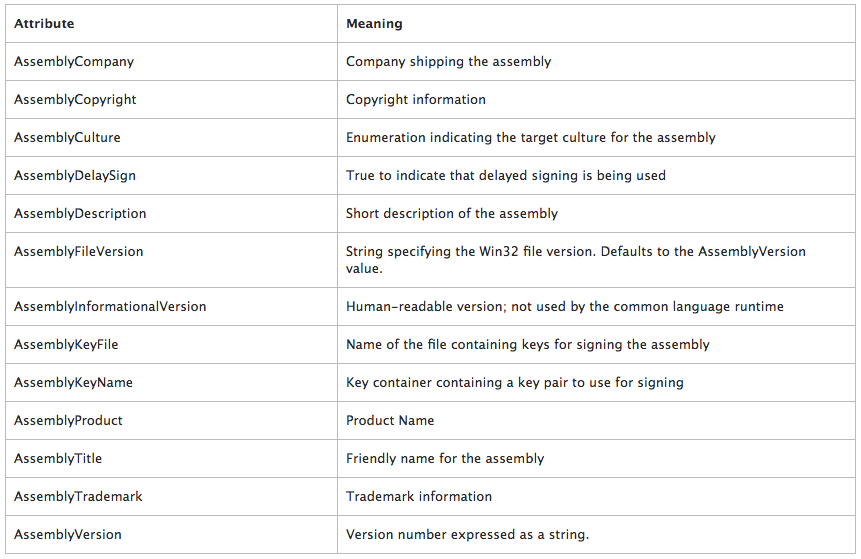 Attribute Meaning
AssemblyCompany Company shipping the assembly
AssemblyCopyright Copyright information
AssemblyCulture Enumeration indicating the target culture for the assembly
AssemblyDelaySign True to indicate that delayed signing is being used
AssemblyDescription Short description of the assembly
AssemblyFileVersion String specifying the Win32 file version. Defaults to the AssemblyVersion
value.
AssemblyInformationalVersion Human-readable version; not used by the common language runtime
AssemblyKeyFile Name of the file containing keys for signing the assembly
AssemblyKeyName Key container containing a key pair to use for signing
AssemblyProduct Product Name
AssemblyTitle Friendly name for the assembly
AssemblyTrademark Trademark information
AssemblyVersion Version number expressed as a string.